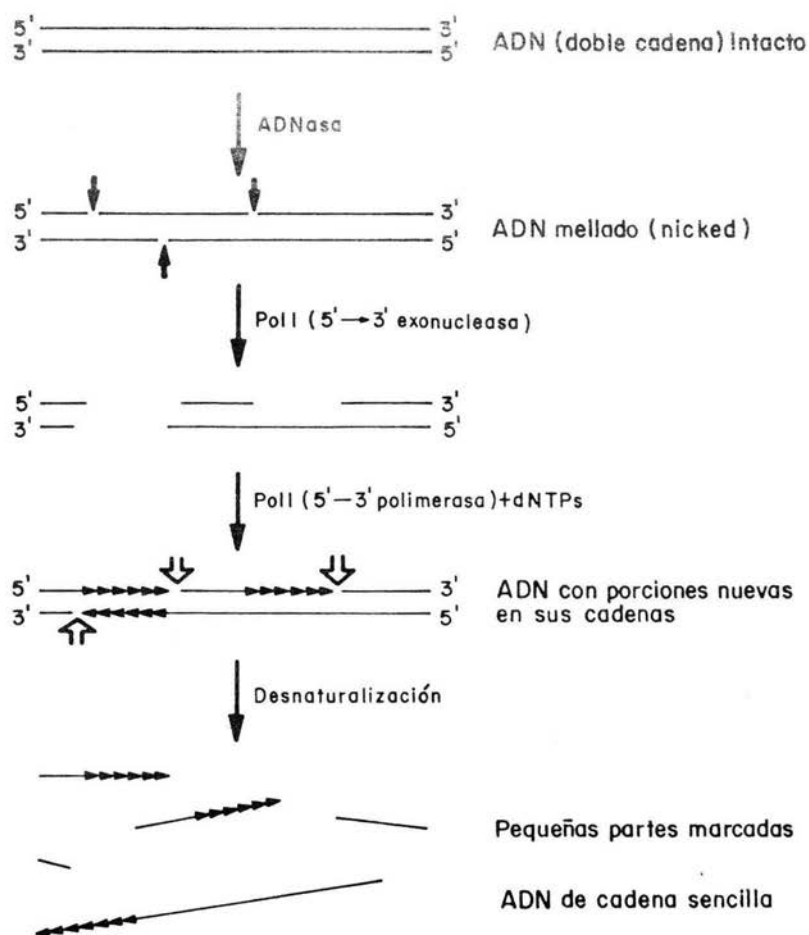 5' 3' ADN (doble cadena) Intacto
3' 5'
ADNasa
5' 3'
3' 5' ADN mellado (nicked)
Pol I (5' → 3' exonucleasa)
5' 3'
3' 5'
Pol I (5' – 3' polimerasa) + dNTPs
5' 3' ADN con porciones nuevas
3' 5' en sus cadenas
Desnaturalización
Pequeñas partes marcadas
ADN de cadena sencilla